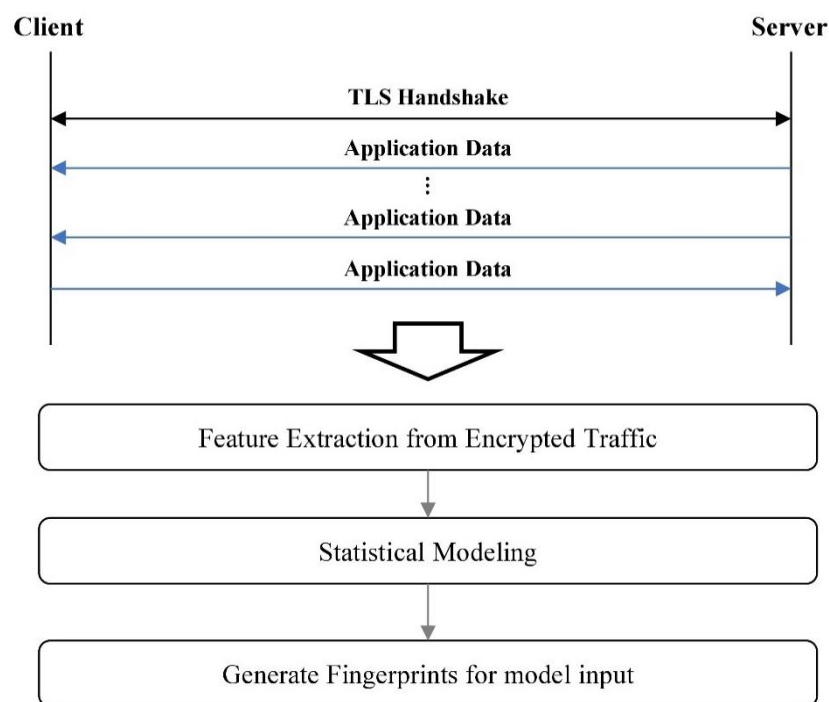 Client
Server
TLS Handshake
Application Data
⋮
Application Data
Application Data
Feature Extraction from Encrypted Traffic
Statistical Modeling
Generate Fingerprints for model input